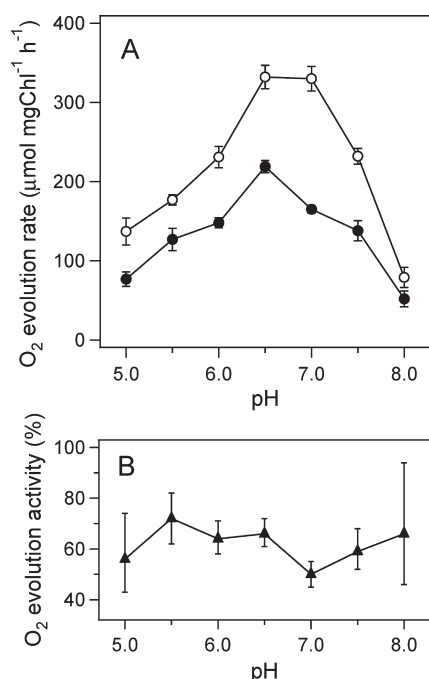 A
O₂ evolution rate (μmol mgChl⁻¹ h⁻¹)
400
300
200
100
0
5.0 6.0 7.0 8.0
pH
B
O₂ evolution activity (%)
100
80
60
40
5.0 6.0 7.0 8.0
pH